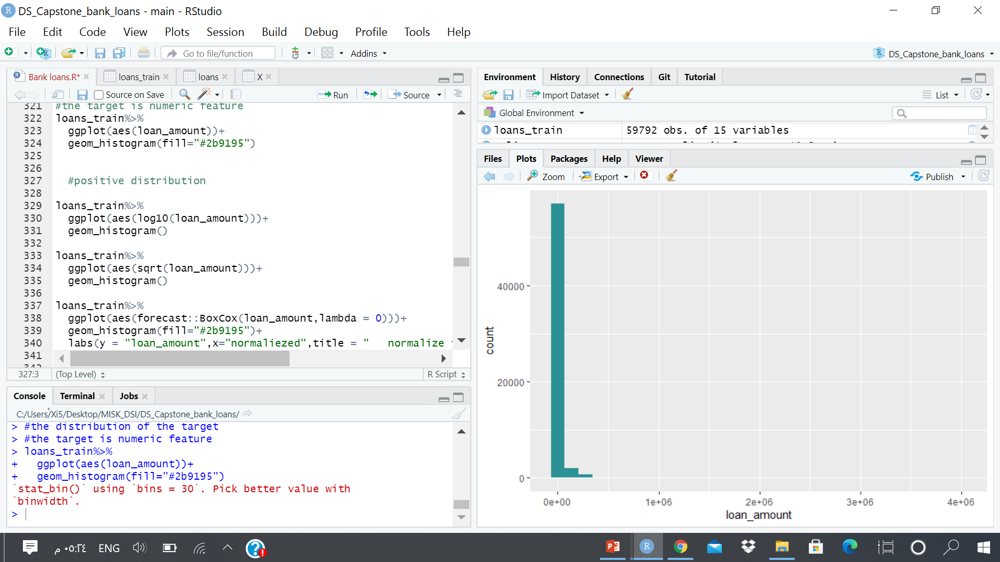 DS_Capstone_bank_loans - main - RStudio
File Edit Code View Plots Session Build Debug Profile Tools Help
Go to file/function Addins DS_Capstone_bank_loans
Bank loans.R* loans_train loans X
Source on Save Run Source
321 #the target is numeric feature
322 loans_train%>%
323 ggplot(aes(loan_amount))+
324 geom_histogram(fill="#2b9195")
325
326
327 #positive distribution
328
329 loans_train%>%
330 ggplot(aes(log10(loan_amount)))+
331 geom_histogram()
332
333 loans_train%>%
334 ggplot(aes(sqrt(loan_amount)))+
335 geom_histogram()
336
337 loans_train%>%
338 ggplot(aes(forecast::BoxCox(loan_amount,lambda = 0)))+
339 geom_histogram(fill="#2b9195")+
340 labs(y = "loan_amount",x="normaliezed",title = "   normalize
341
327:3 (Top Level) R Script
Console Terminal Jobs
C:/Users/Xi5/Desktop/MISK_DSI/DS_Capstone_bank_loans/
> #the distribution of the target
> #the target is numeric feature
> loans_train%>%
+ ggplot(aes(loan_amount))+
+ geom_histogram(fill="#2b9195")
`stat_bin()` using `bins = 30`. Pick better value with
`binwidth`.
>
Environment History Connections Git Tutorial
Import Dataset List
Global Environment
loans_train 59792 obs. of 15 variables
Files Plots Packages Help Viewer
Zoom Export Publish
count
40000
20000
0
0e+00 1e+06 2e+06 3e+06 4e+06
loan_amount
٠٥:٣٤ م ENG